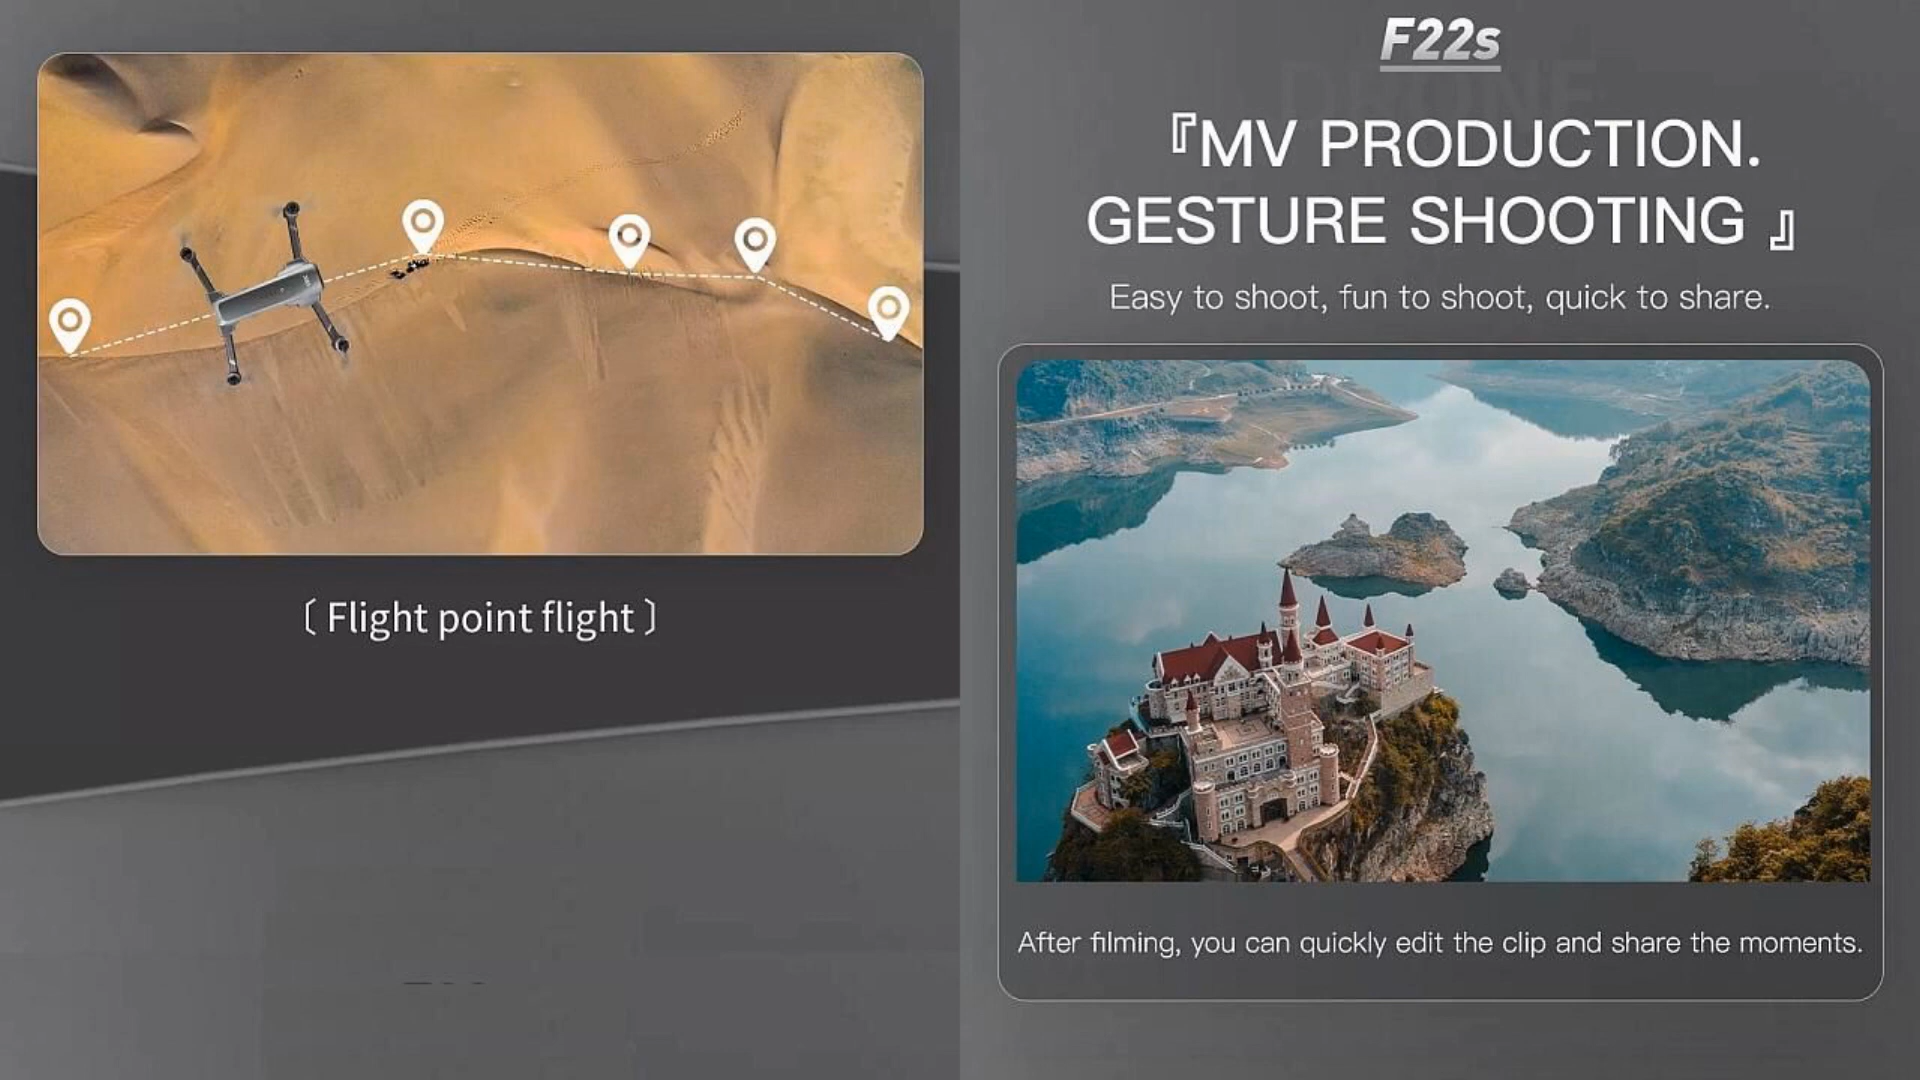 〔 Flight point flight 〕
F22s
『MV PRODUCTION.
GESTURE SHOOTING 』
Easy to shoot, fun to shoot, quick to share.
After filming, you can quickly edit the clip and share the moments.